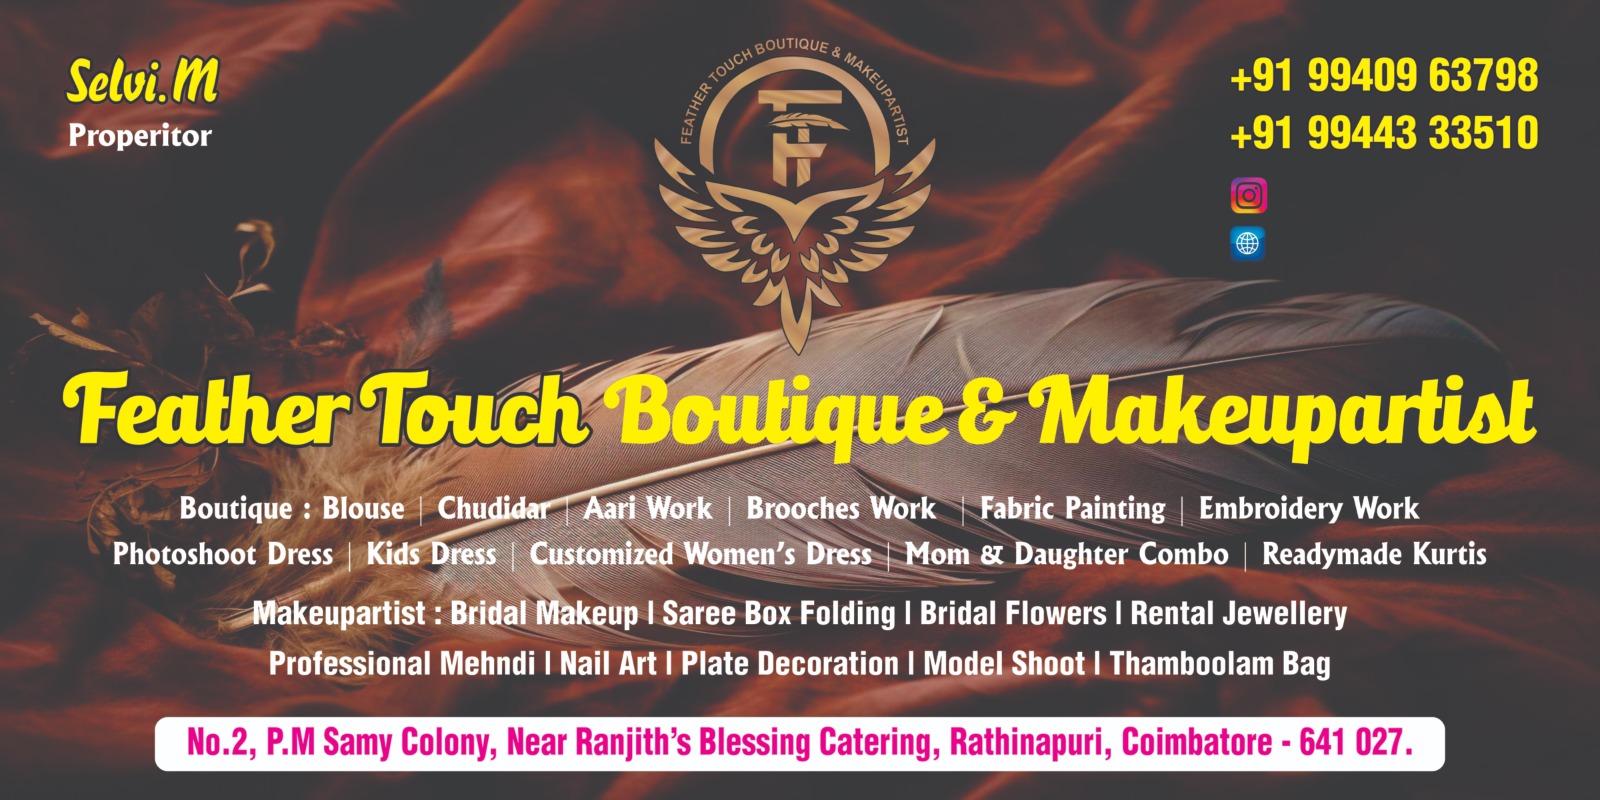 Selvi.M
Properitor
FEATHER TOUCH BOUTIQUE & MAKEUPARTIST
TF
+91 99409 63798
+91 99443 33510
Feather Touch Boutique & Makeupartist
Boutique : Blouse | Chudidar | Aari Work | Brooches Work | Fabric Painting | Embroidery Work
Photoshoot Dress | Kids Dress | Customized Women's Dress | Mom & Daughter Combo | Readymade Kurtis
Makeupartist : Bridal Makeup | Saree Box Folding | Bridal Flowers | Rental Jewellery
Professional Mehndi | Nail Art | Plate Decoration | Model Shoot | Thamboolam Bag
No.2, P.M Samy Colony, Near Ranjith's Blessing Catering, Rathinapuri, Coimbatore - 641 027.